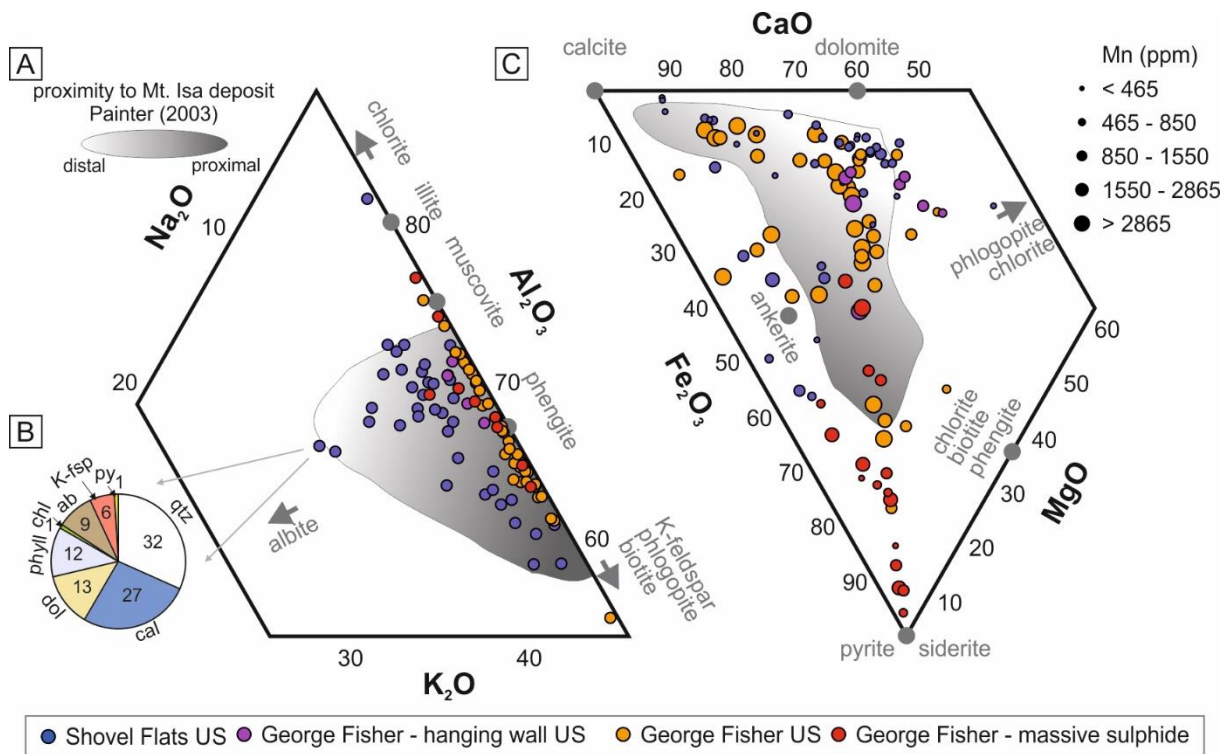 A
proximity to Mt. Isa deposit
Painter (2003)
distal
proximal
Na₂O
10
20
chlorite
illite
80
muscovite
Al₂O₃
70
phengite
60
K-feldspar
phlogopite
biotite
albite
30
40
K₂O
B
qtz
32
cal
27
dol
13
phyll
12
chl
1
ab
9
K-fsp
6
py
1
C
CaO
calcite
dolomite
90
80
70
60
50
10
20
30
40
50
60
70
80
90
Fe₂O₃
ankerite
phlogopite
chlorite
60
50
40
30
20
10
MgO
chlorite
biotite
phengite
pyrite
siderite
Mn (ppm)
< 465
465 - 850
850 - 1550
1550 - 2865
> 2865
Shovel Flats US
George Fisher - hanging wall US
George Fisher US
George Fisher - massive sulphide